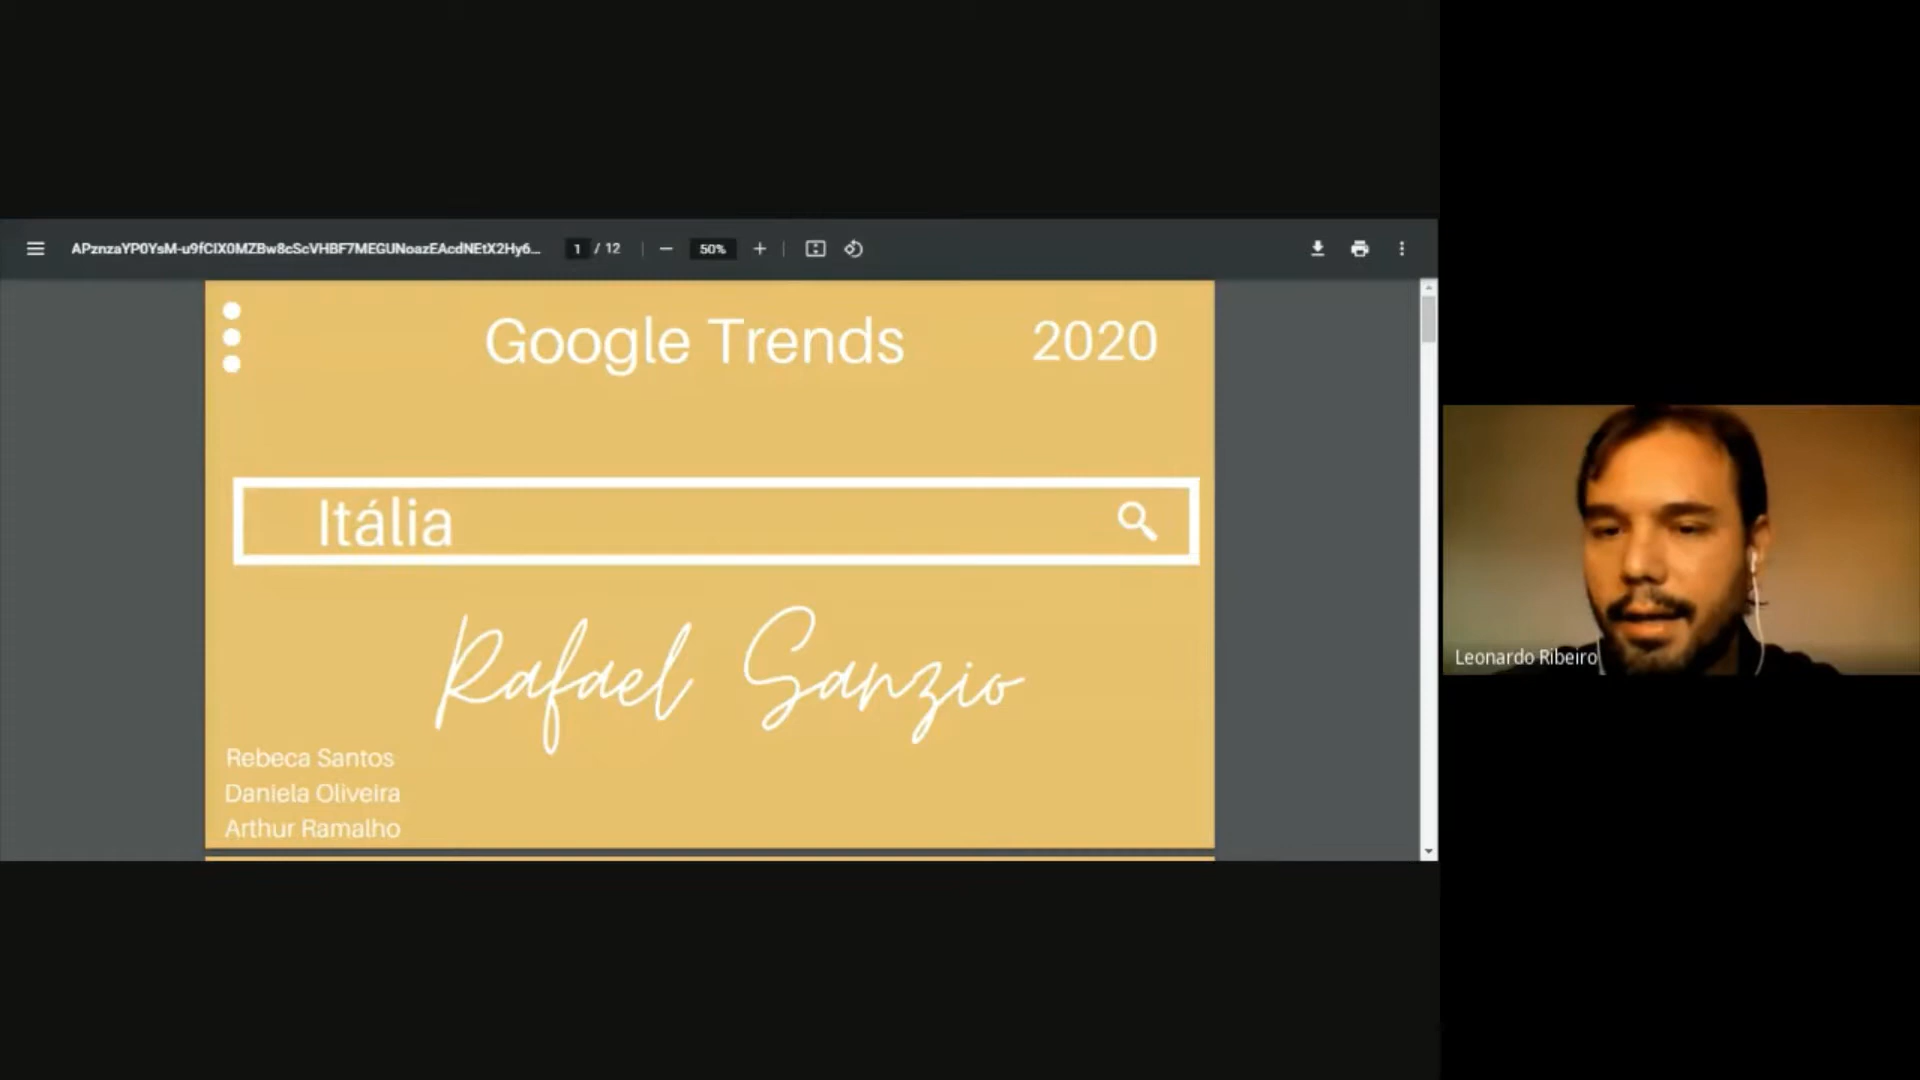 APznzaYP0YsM-u9fCIX0MZBw8cScVHBF7MEGUNoazEAcdNEtX2Hy6...
1 / 12
50%
Google Trends 2020
Itália
Rafael Sanzio
Rebeca Santos
Daniela Oliveira
Arthur Ramalho
Leonardo Ribeiro